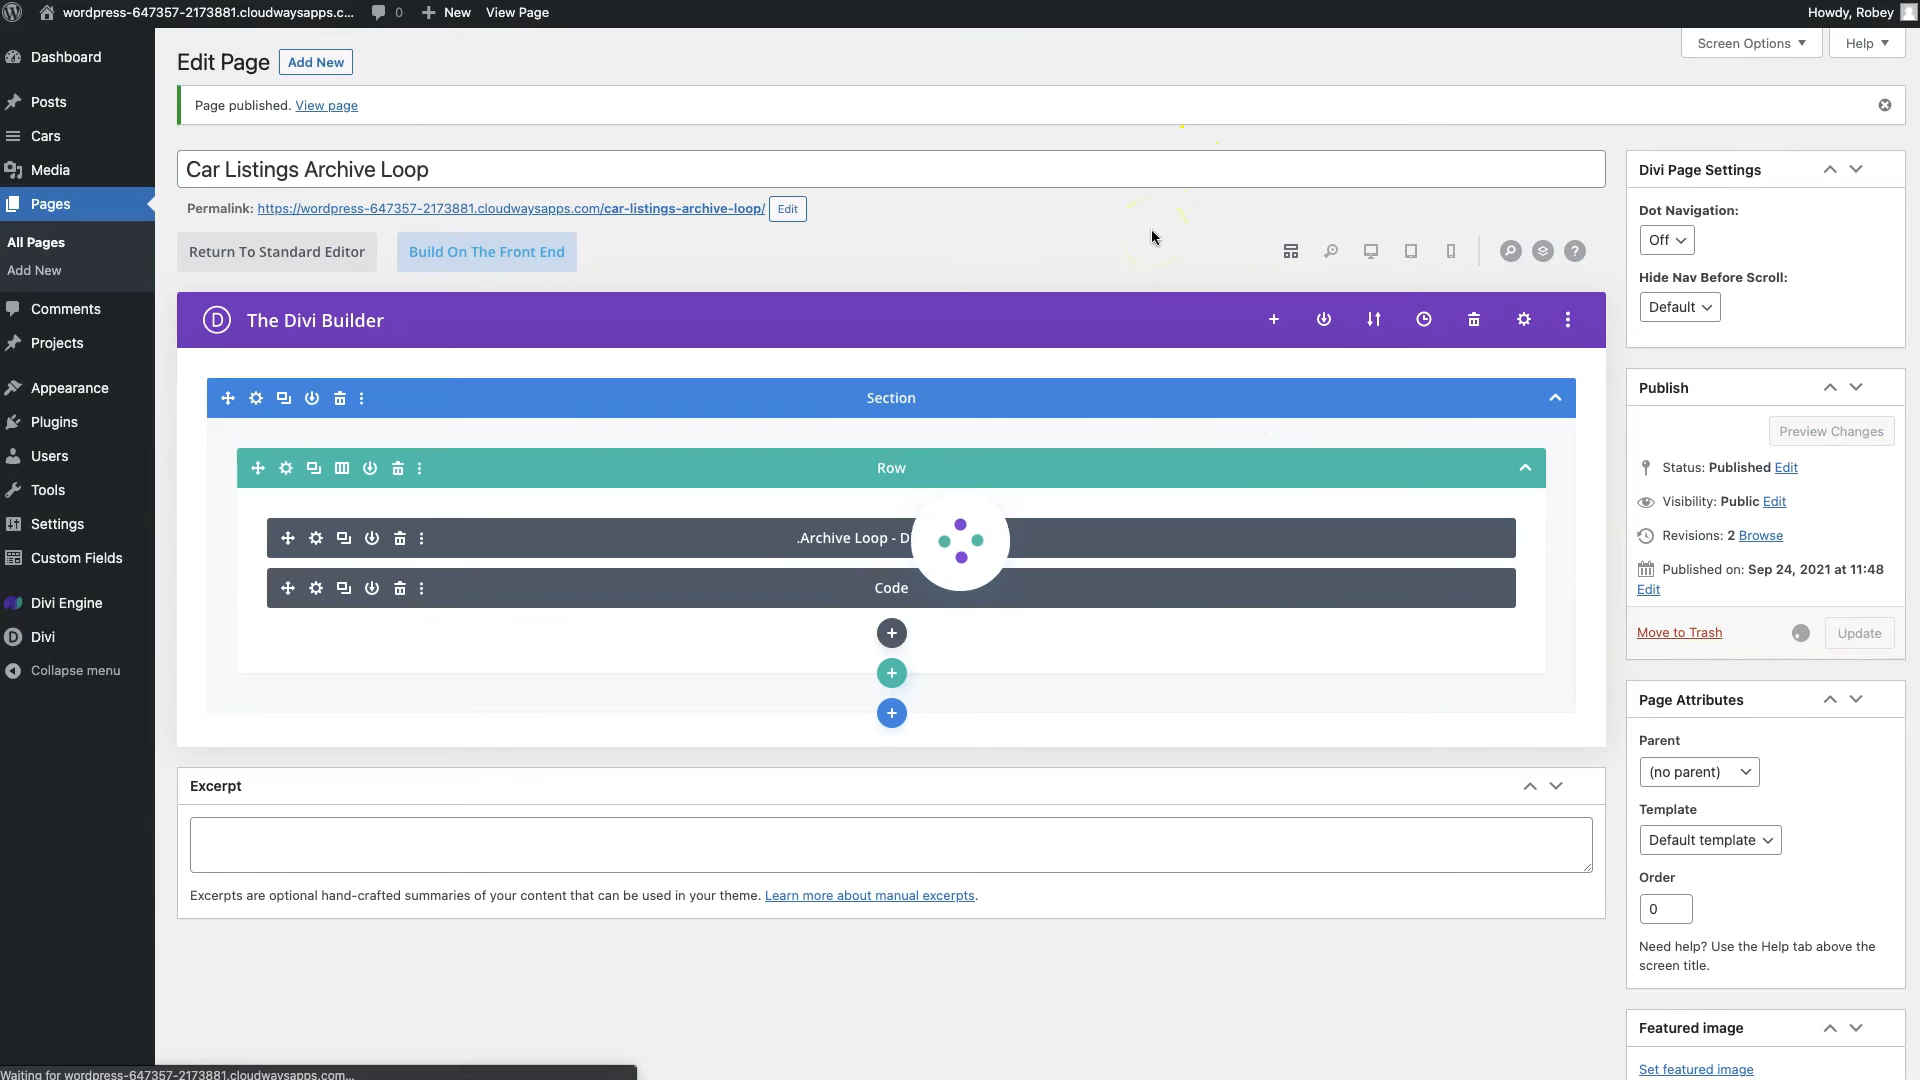 wordpress-647357-2173881.cloudwaysapps.c...
0
New
View Page
Howdy, Robey
Dashboard
Posts
Cars
Media
Pages
All Pages
Add New
Comments
Projects
Appearance
Plugins
Users
Tools
Settings
Custom Fields
Divi Engine
Divi
Collapse menu
Edit Page
Add New
Screen Options
Help
Page published. View page
Car Listings Archive Loop
Permalink: https://wordpress-647357-2173881.cloudwaysapps.com/car-listings-archive-loop/ Edit
Return To Standard Editor
Build On The Front End
The Divi Builder
Section
Row
.Archive Loop - D
Code
Excerpt
Excerpts are optional hand-crafted summaries of your content that can be used in your theme. Learn more about manual excerpts.
Divi Page Settings
Dot Navigation:
Off
Hide Nav Before Scroll:
Default
Publish
Preview Changes
Status: Published Edit
Visibility: Public Edit
Revisions: 2 Browse
Published on: Sep 24, 2021 at 11:48
Edit
Move to Trash
Update
Page Attributes
Parent
(no parent)
Template
Default template
Order
0
Need help? Use the Help tab above the
screen title.
Featured image
Set featured image
Waiting for wordpress-647357-2173881.cloudwaysapps.com...